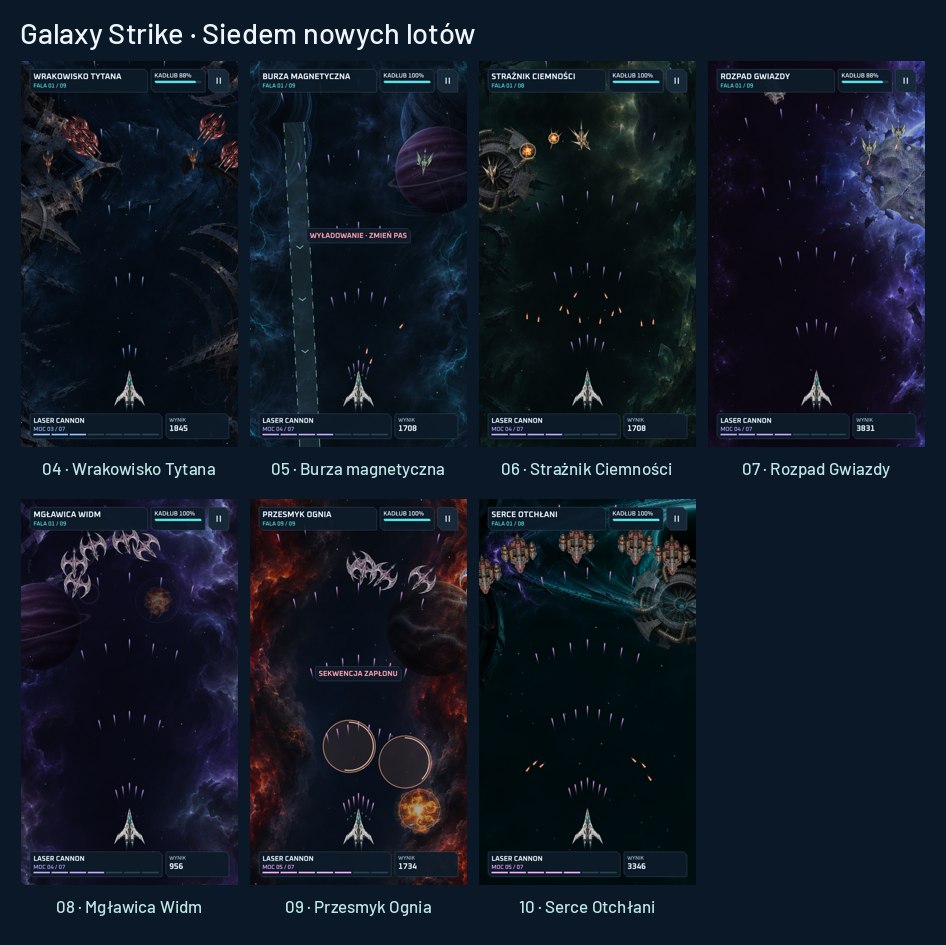 Galaxy Strike · Siedem nowych lotów
WRAKOWISKO TYTANA
FALA 01 / 09
KADŁUB 88%
LASER CANNON
MOC 03 / 07
WYNIK
1845
04 · Wrakowisko Tytana
BURZA MAGNETYCZNA
FALA 01 / 09
KADŁUB 100%
WYŁADOWANIE · ZMIEŃ PAS
LASER CANNON
MOC 04 / 07
WYNIK
1708
05 · Burza magnetyczna
STRAŻNIK CIEMNOŚCI
FALA 01 / 08
KADŁUB 100%
LASER CANNON
MOC 04 / 07
WYNIK
1708
06 · Strażnik Ciemności
ROZPAD GWIAZDY
FALA 01 / 09
KADŁUB 88%
LASER CANNON
MOC 04 / 07
WYNIK
3831
07 · Rozpad Gwiazdy
MGŁAWICA WIDM
FALA 01 / 09
KADŁUB 100%
LASER CANNON
MOC 04 / 07
WYNIK
956
08 · Mgławica Widm
PRZESMYK OGNIA
FALA 09 / 09
KADŁUB 100%
SEKWENCJA ZAPŁONU
LASER CANNON
MOC 05 / 07
WYNIK
1734
09 · Przesmyk Ognia
SERCE OTCHŁANI
FALA 01 / 08
KADŁUB 100%
LASER CANNON
MOC 05 / 07
WYNIK
3346
10 · Serce Otchłani